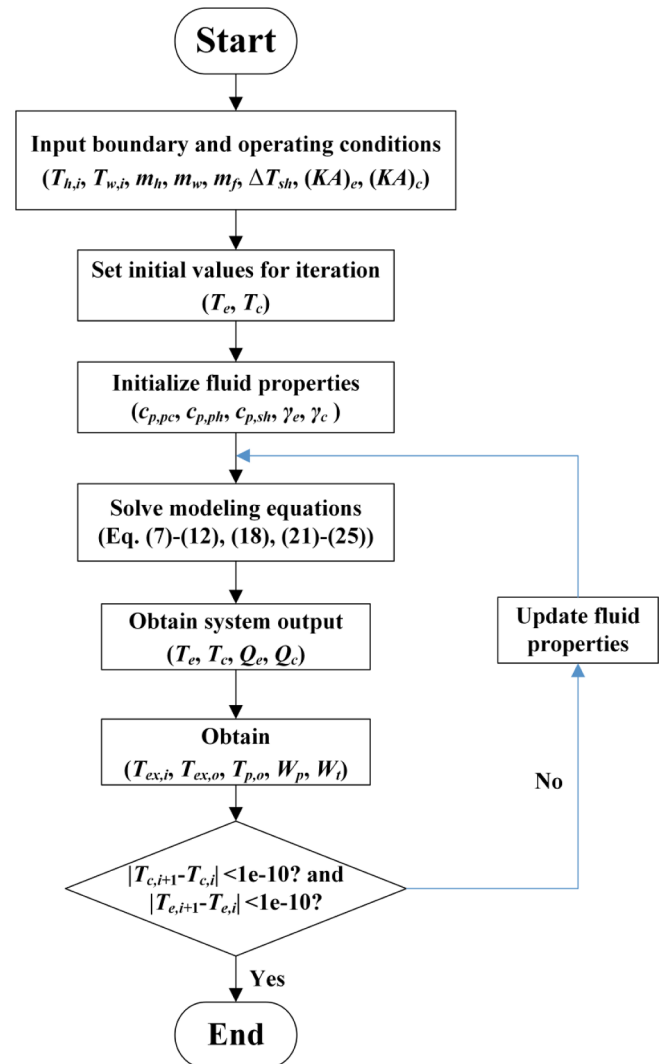 Start
Input boundary and operating conditions
(T_{h,i}, T_{w,i}, m_h, m_w, m_f, ΔT_{sh}, (KA)_e, (KA)_c)
Set initial values for iteration
(T_e, T_c)
Initialize fluid properties
(c_{p,pc}, c_{p,ph}, c_{p,sh}, γ_e, γ_c )
Solve modeling equations
(Eq. (7)-(12), (18), (21)-(25))
Obtain system output
(T_e, T_c, Q_e, Q_c)
Update fluid
properties
Obtain
(T_{ex,i}, T_{ex,o}, T_{p,o}, W_p, W_t)
No
|T_{c,i+1}-T_{c,i}| <1e-10? and
|T_{e,i+1}-T_{e,i}| <1e-10?
Yes
End